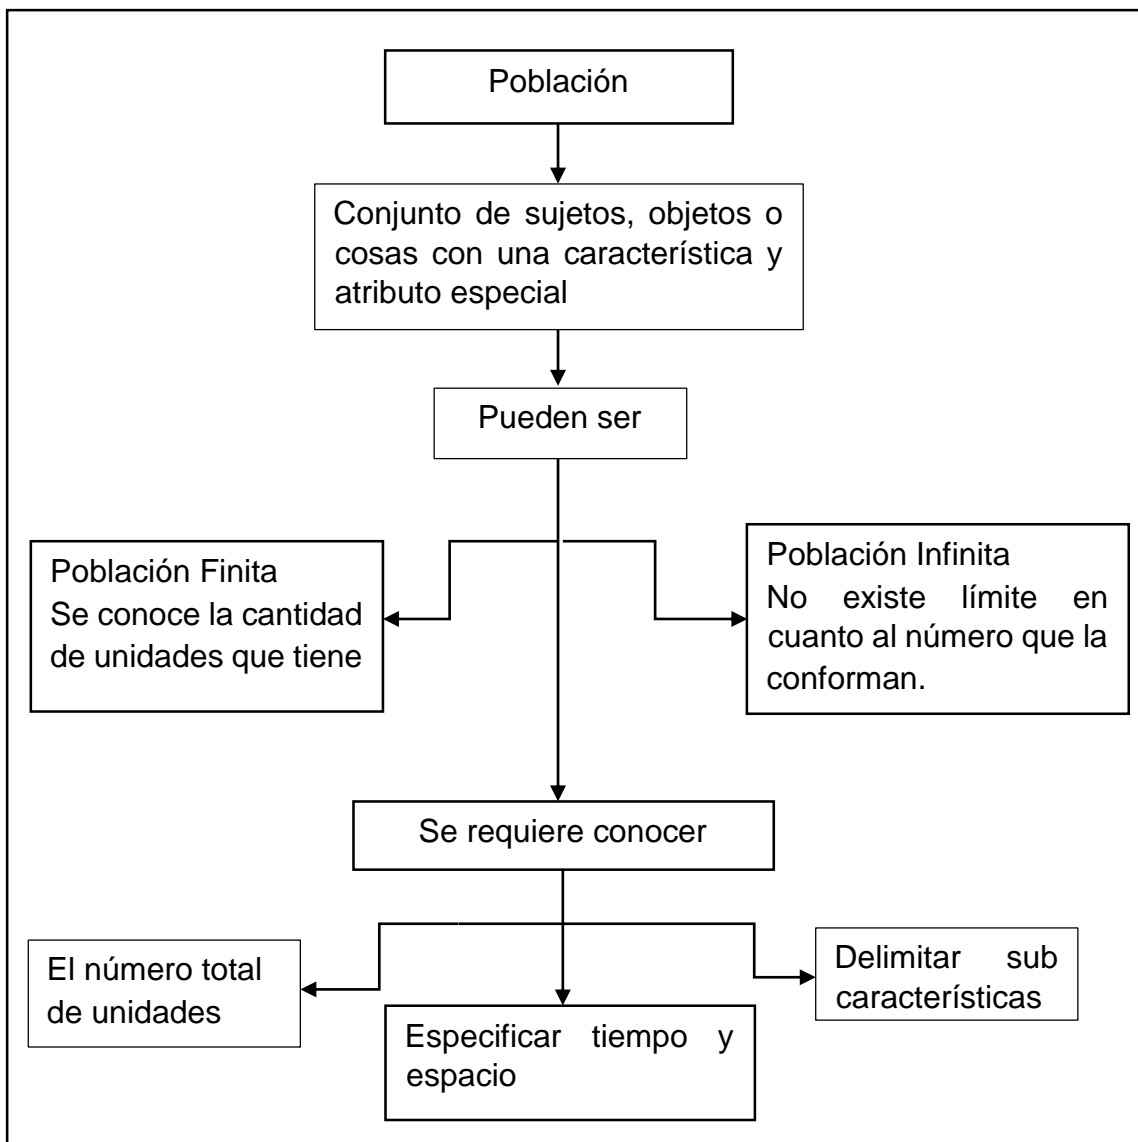 Población
Conjunto de sujetos, objetos o
cosas con una característica y
atributo especial
Pueden ser
Población Finita
Se conoce la cantidad
de unidades que tiene
Población Infinita
No existe límite en
cuanto al número que la
conforman.
Se requiere conocer
El número total
de unidades
Especificar tiempo y
espacio
Delimitar sub
características